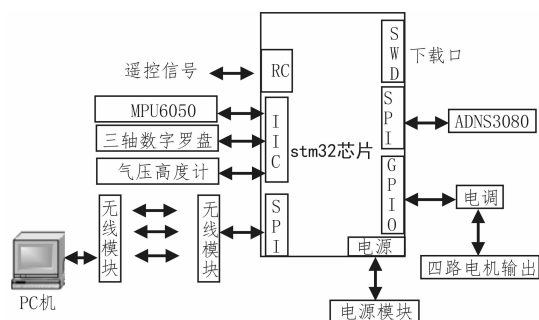 遥控信号
RC
SWD
下载口
MPU6050
三轴数字罗盘
气压高度计
IIC
stm32芯片
SPI
ADNS3080
GPIO
电调
无线模块
无线模块
SPI
电源
四路电机输出
PC机
电源模块